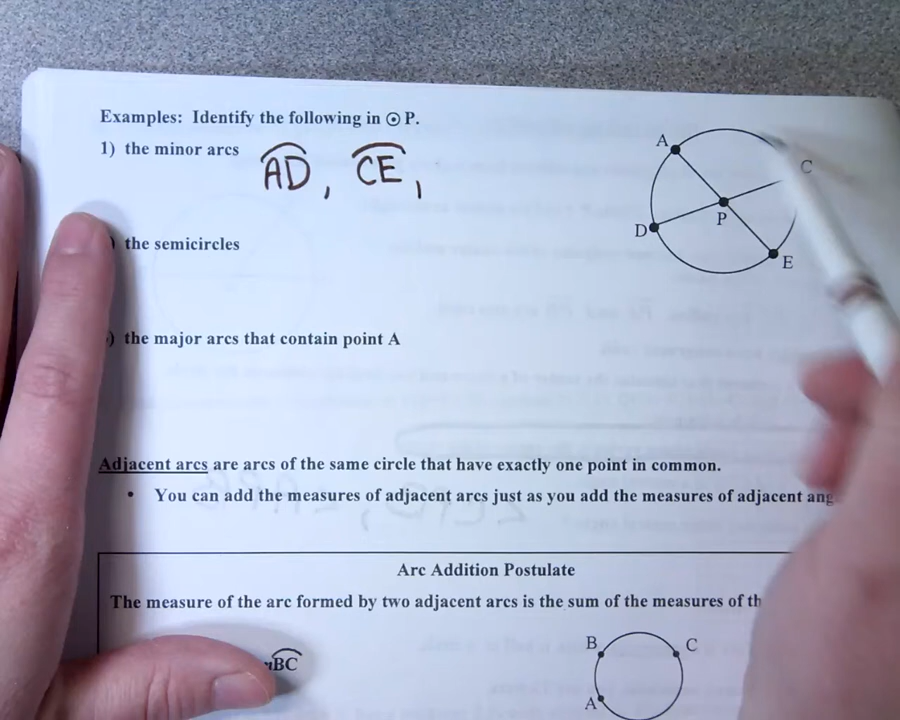 Examples: Identify the following in ⊙ P.
1) the minor arcs
A͡D, C͡E,
) the semicircles
) the major arcs that contain point A
A
C
P
D
E
Adjacent arcs are arcs of the same circle that have exactly one point in common.
• You can add the measures of adjacent arcs just as you add the measures of adjacent ang
Arc Addition Postulate
The measure of the arc formed by two adjacent arcs is the sum of the measures of th
BC
B
C
A